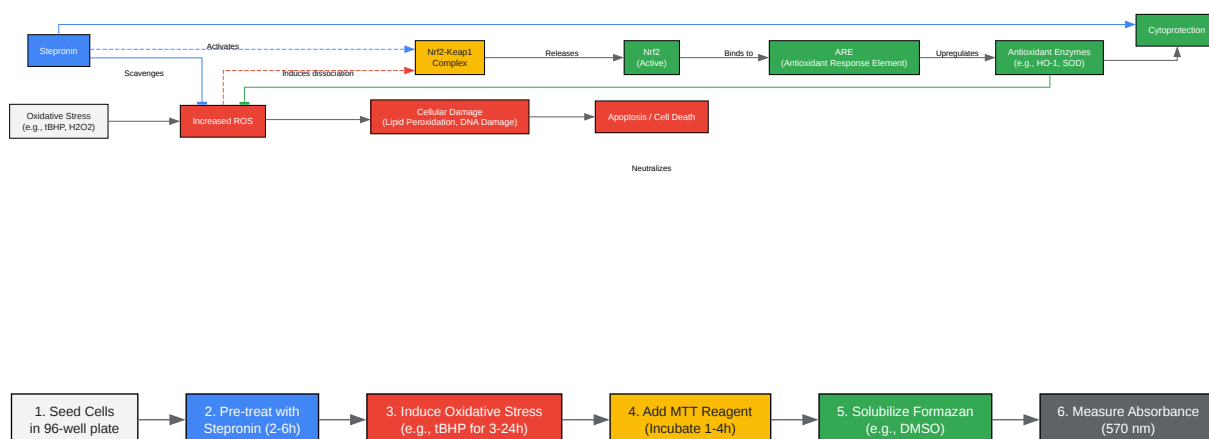 Cytoprotection
Stepronin
Activates
Nrf2-Keap1
Complex
Releases
Nrf2
(Active)
Binds to
ARE
(Antioxidant Response Element)
Upregulates
Antioxidant Enzymes
(e.g., HO-1, SOD)
Scavenges
Induces dissociation
Oxidative Stress
(e.g., tBHP, H2O2)
Increased ROS
Cellular Damage
(Lipid Peroxidation, DNA Damage)
Apoptosis / Cell Death
Neutralizes
1. Seed Cells
in 96-well plate
2. Pre-treat with
Stepronin (2-6h)
3. Induce Oxidative Stress
(e.g., tBHP for 3-24h)
4. Add MTT Reagent
(Incubate 1-4h)
5. Solubilize Formazan
(e.g., DMSO)
6. Measure Absorbance
(570 nm)